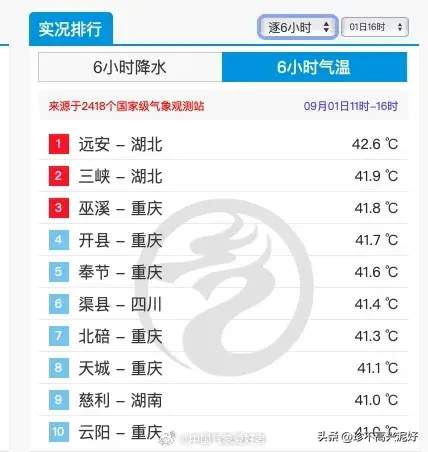 实况排行
逐6小时
01日16时
6小时降水
6小时气温
来源于2418个国家级气象观测站
09月01日11时-16时
1 远安 - 湖北 42.6 ℃
2 三峡 - 湖北 41.9 ℃
3 巫溪 - 重庆 41.8 ℃
4 开县 - 重庆 41.7 ℃
5 奉节 - 重庆 41.6 ℃
6 渠县 - 四川 41.4 ℃
7 北碚 - 重庆 41.3 ℃
8 天城 - 重庆 41.1 ℃
9 慈利 - 湖南 41.0 ℃
10 云阳 - 重庆 41.0 ℃